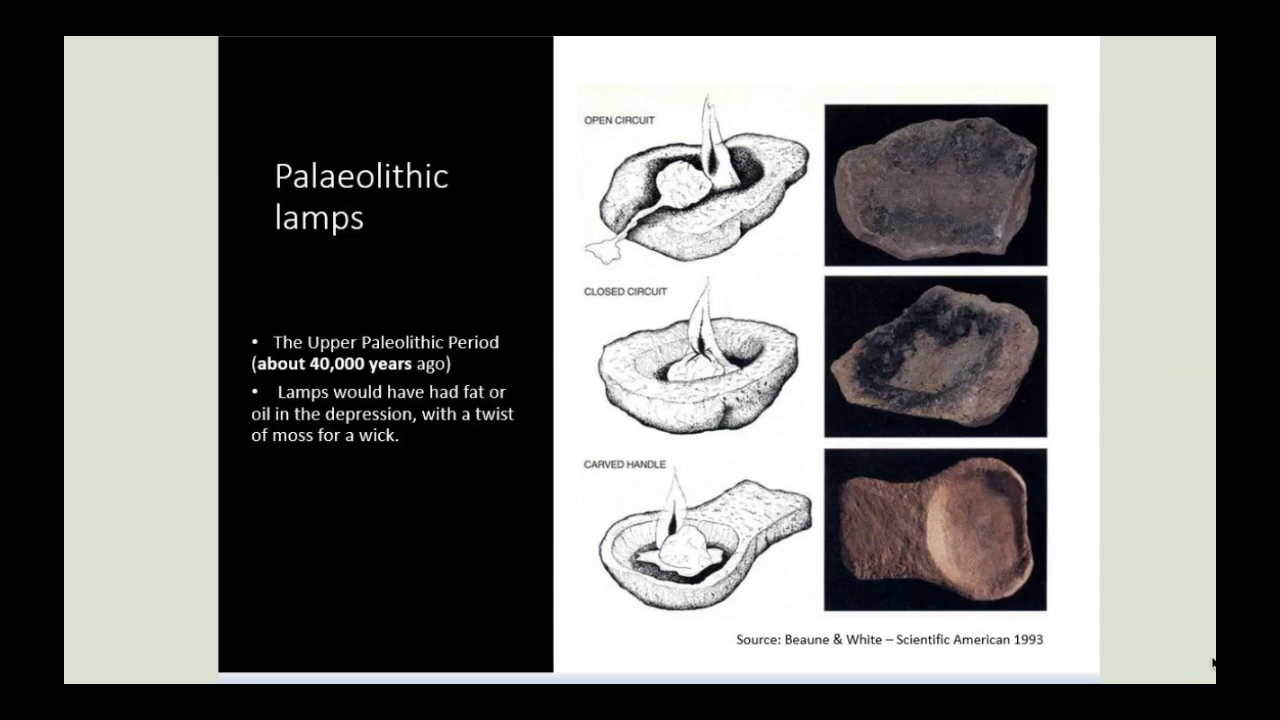 Palaeolithic
lamps
• The Upper Paleolithic Period
(about 40,000 years ago)
• Lamps would have had fat or
oil in the depression, with a twist
of moss for a wick.
OPEN CIRCUIT
CLOSED CIRCUIT
CARVED HANDLE
Source: Beaune & White – Scientific American 1993